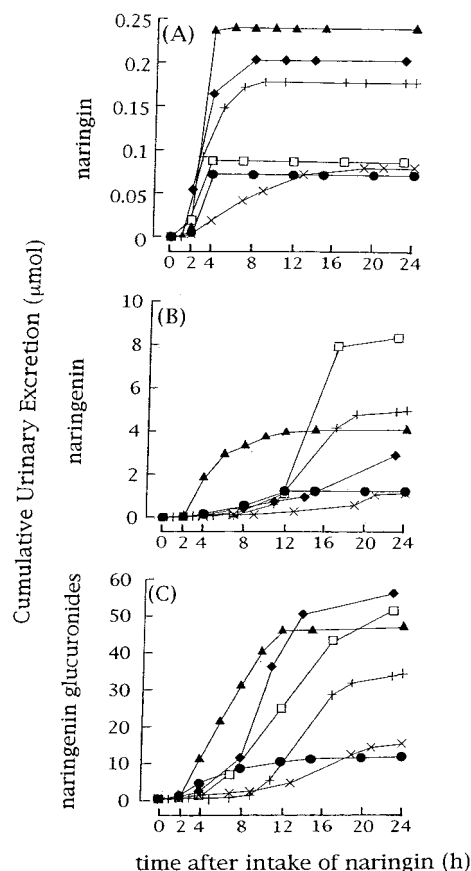 Cumulative Urinary Excretion (μmol)
(A)
naringin
0.25
0.20
0.15
0.1
0.05
0
0 2 4 8 12 16 20 24
(B)
naringenin
10
8
6
4
2
0
0 2 4 8 12 16 20 24
(C)
naringenin glucuronides
60
50
40
30
20
10
0
0 2 4 8 12 16 20 24
time after intake of naringin (h)